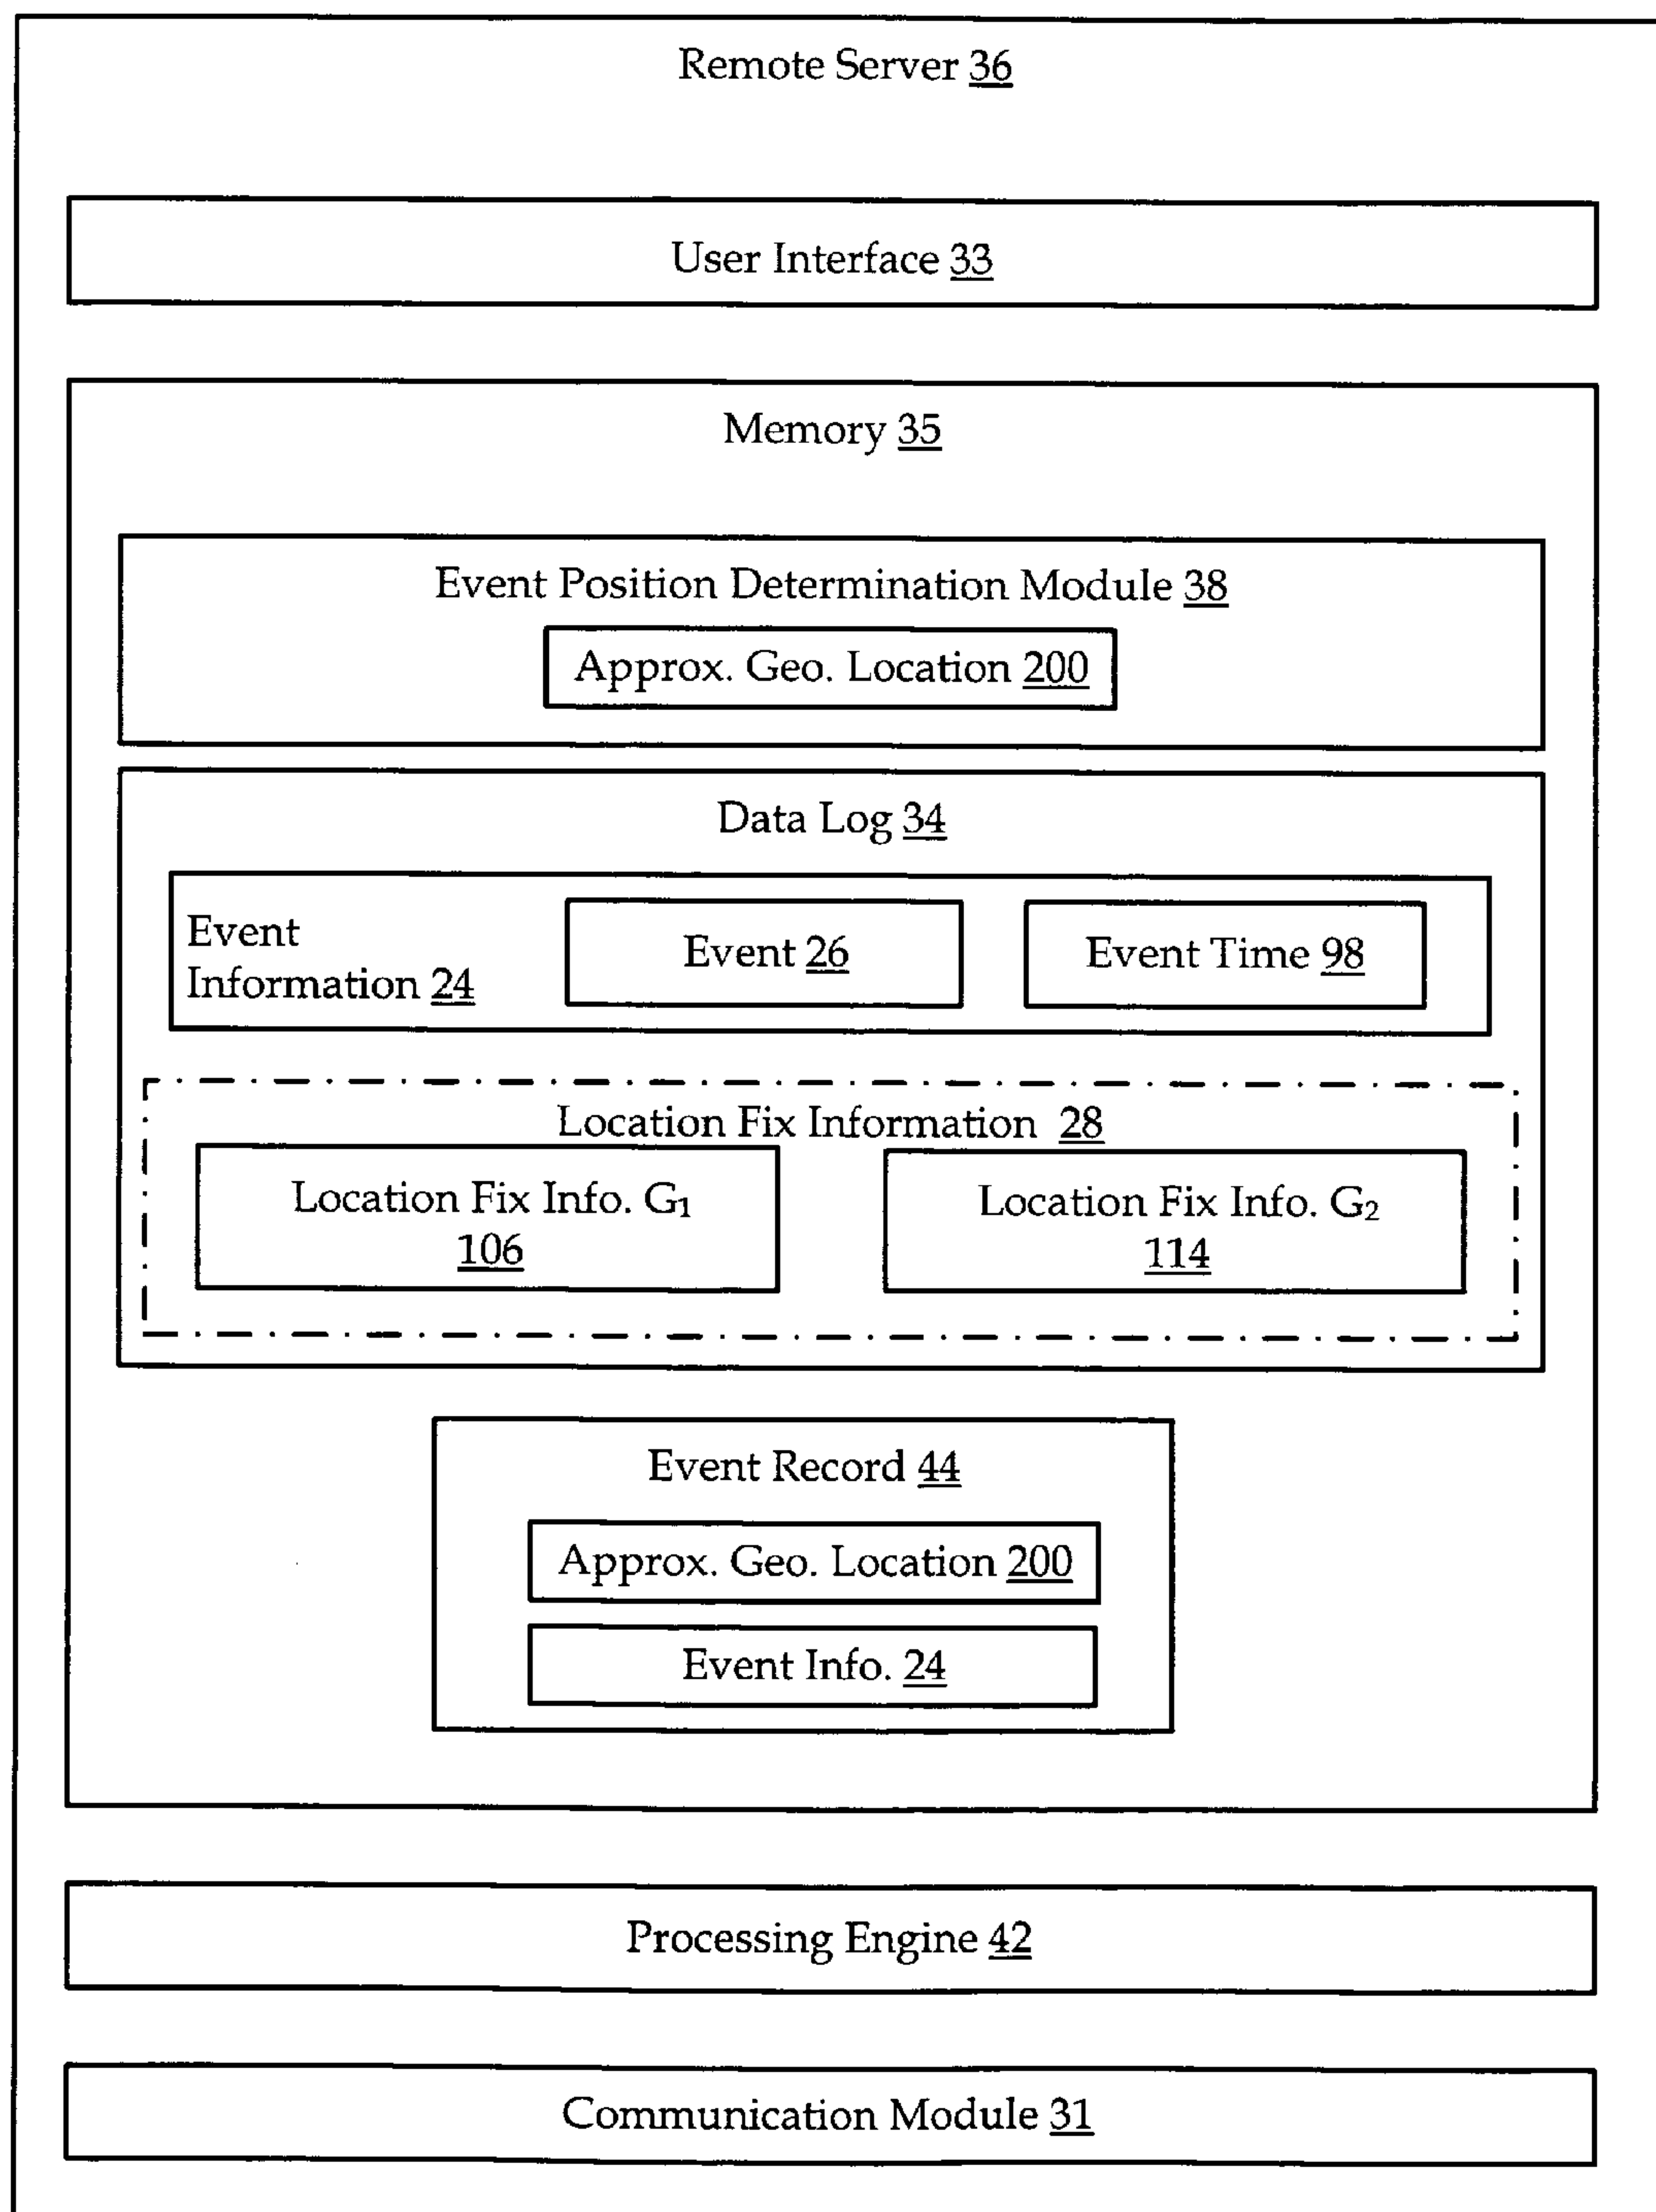 Remote Server 36
User Interface 33
Memory 35
Event Position Determination Module 38
Approx. Geo. Location 200
Data Log 34
Event
Information 24
Event 26
Event Time 98
Location Fix Information 28
Location Fix Info. G₁
106
Location Fix Info. G₂
114
Event Record 44
Approx. Geo. Location 200
Event Info. 24
Processing Engine 42
Communication Module 31